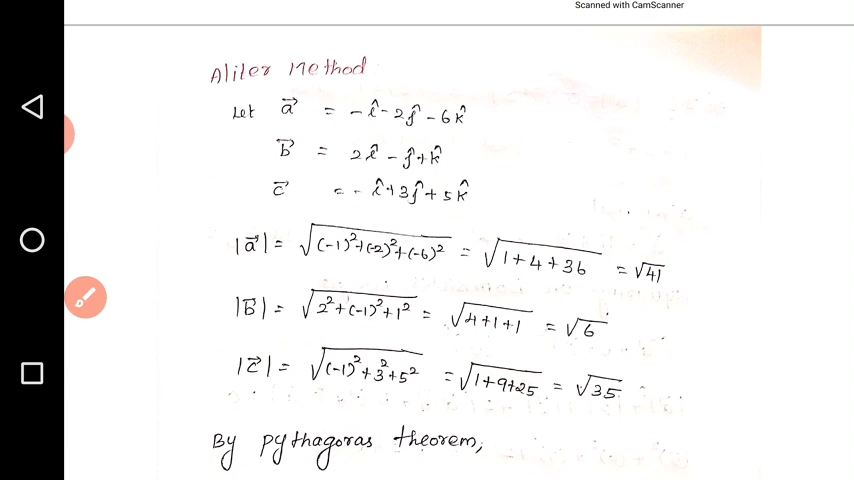 Scanned with CamScanner
Aliter Method
Let a⃗ = -î - 2ĵ - 6k̂
b⃗ = 2î - ĵ + k̂
c⃗ = - î + 3ĵ + 5k̂
|a⃗| = √((-1)²+(-2)²+(-6)²) = √(1+4+36) = √41
|b⃗| = √(2²+(-1)²+1²) = √(4+1+1) = √6
|c⃗| = √((-1)²+3²+5²) = √(1+9+25) = √35
By pythagoras theorem,